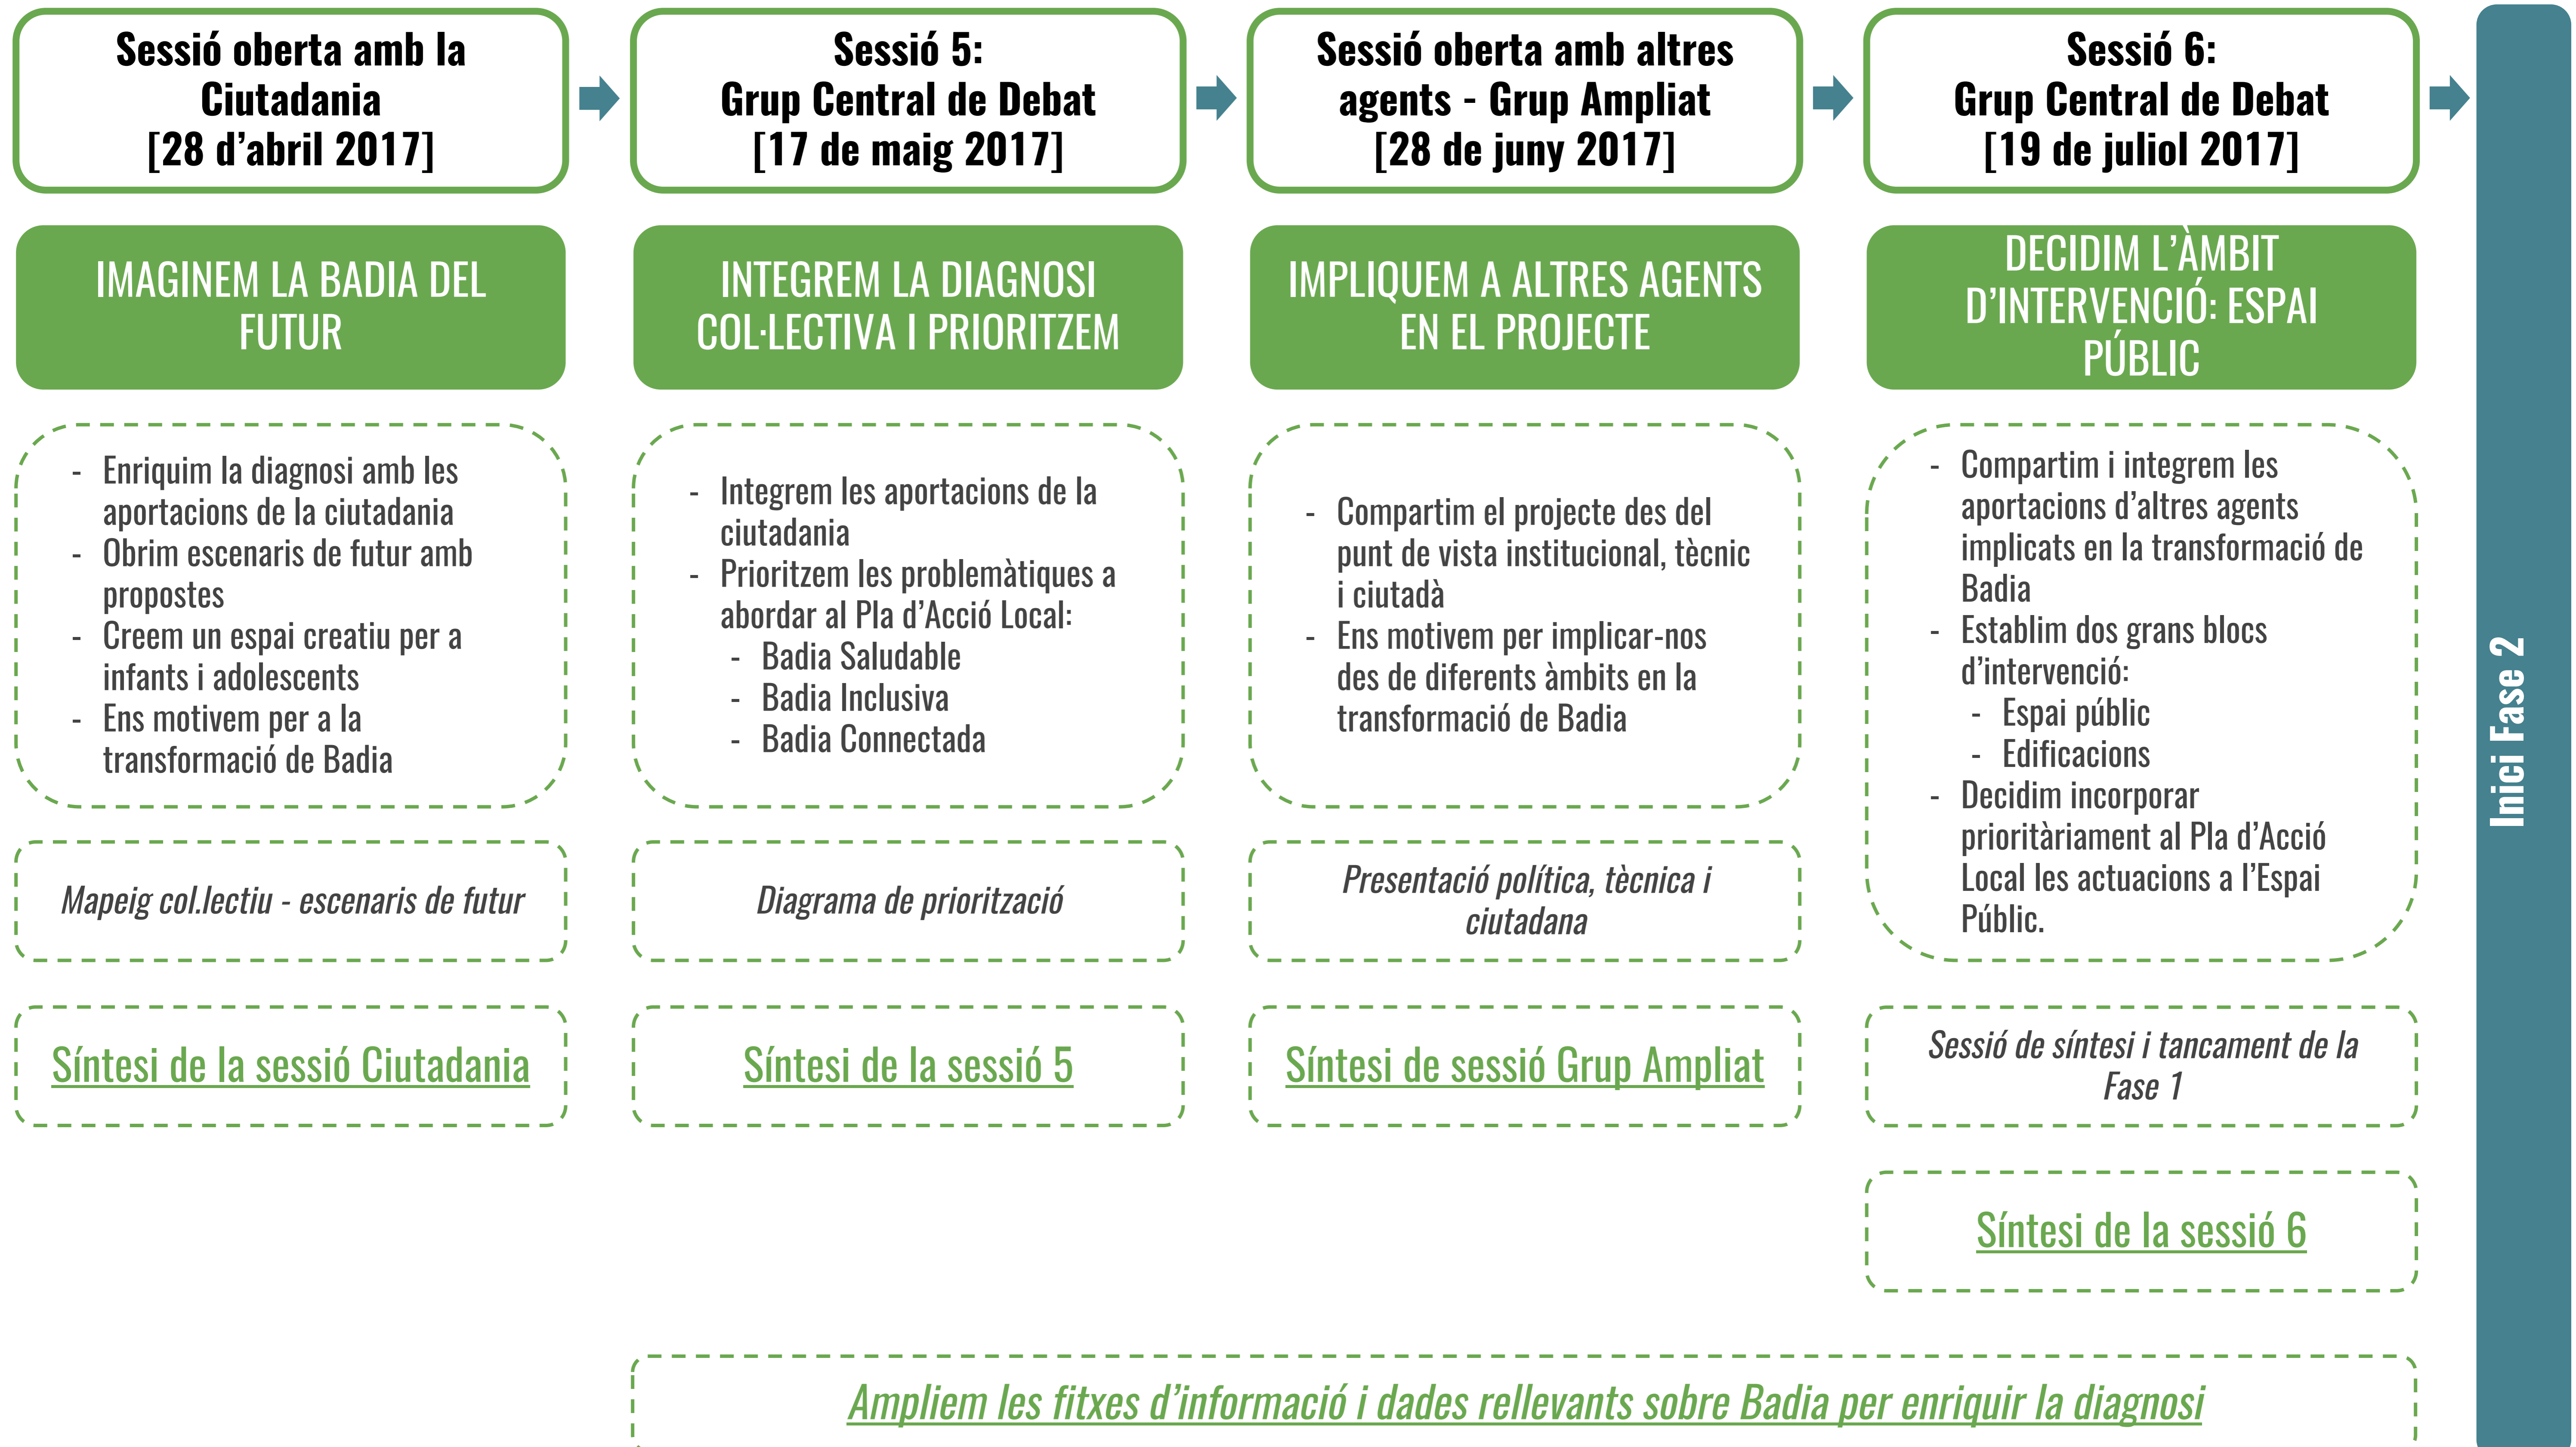 Sessió oberta amb la
Ciutadania
[28 d’abril 2017]
Sessió 5:
Grup Central de Debat
[17 de maig 2017]
Sessió oberta amb altres
agents - Grup Ampliat
[28 de juny 2017]
Sessió 6:
Grup Central de Debat
[19 de juliol 2017]
IMAGINEM LA BADIA DEL
FUTUR
INTEGREM LA DIAGNOSI
COL·LECTIVA I PRIORITZEM
IMPLIQUEM A ALTRES AGENTS
EN EL PROJECTE
DECIDIM L’ÀMBIT
D’INTERVENCIÓ: ESPAI
PÚBLIC
- Enriquim la diagnosi amb les
aportacions de la ciutadania
- Obrim escenaris de futur amb
propostes
- Creem un espai creatiu per a
infants i adolescents
- Ens motivem per a la
transformació de Badia
- Integrem les aportacions de la
ciutadania
- Prioritzem les problemàtiques a
abordar al Pla d’Acció Local:
- Badia Saludable
- Badia Inclusiva
- Badia Connectada
- Compartim el projecte des del
punt de vista institucional, tècnic
i ciutadà
- Ens motivem per implicar-nos
des de diferents àmbits en la
transformació de Badia
- Compartim i integrem les
aportacions d’altres agents
implicats en la transformació de
Badia
- Establim dos grans blocs
d’intervenció:
- Espai públic
- Edificacions
- Decidim incorporar
prioritàriament al Pla d’Acció
Local les actuacions a l’Espai
Públic.
Mapeig col.lectiu - escenaris de futur
Diagrama de priorització
Presentació política, tècnica i
ciutadana
Síntesi de la sessió Ciutadania
Síntesi de la sessió 5
Síntesi de sessió Grup Ampliat
Sessió de síntesi i tancament de la
Fase 1
Síntesi de la sessió 6
Ampliem les fitxes d’informació i dades rellevants sobre Badia per enriquir la diagnosi
Inici Fase 2